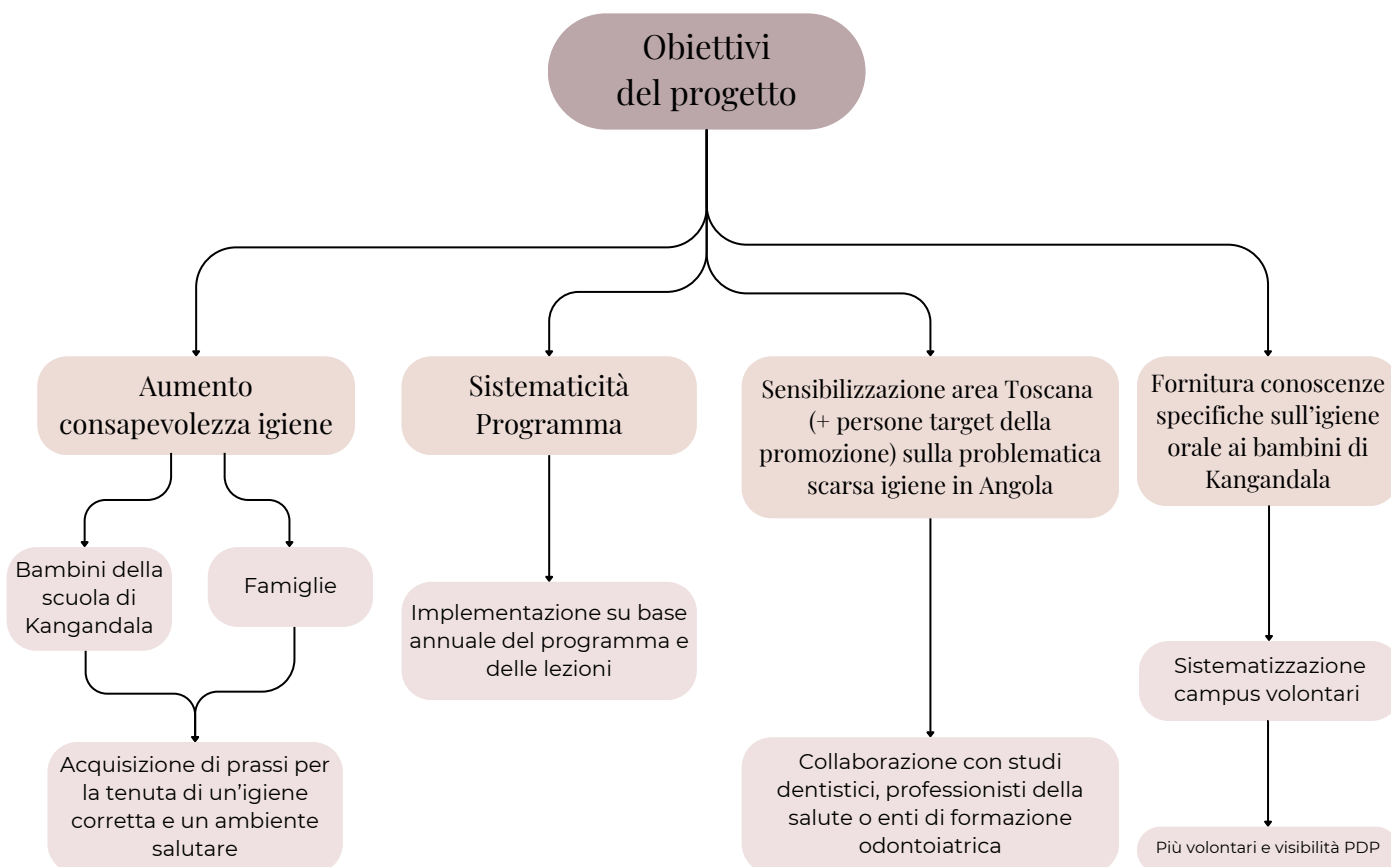 Obiettivi
del progetto
Aumento
consapevolezza igiene
Sistematicità
Programma
Sensibilizzazione area Toscana
(+ persone target della
promozione) sulla problematica
scarsa igiene in Angola
Fornitura conoscenze
specifiche sull'igiene
orale ai bambini di
Kangandala
Bambini della
scuola di
Kangandala
Famiglie
Implementazione su base
annuale del programma e
delle lezioni
Sistematizzazione
campus volontari
Acquisizione di prassi per
la tenuta di un'igiene
corretta e un ambiente
salutare
Collaborazione con studi
dentistici, professionisti della
salute o enti di formazione
odontoiatrica
Più volontari e visibilità PDP